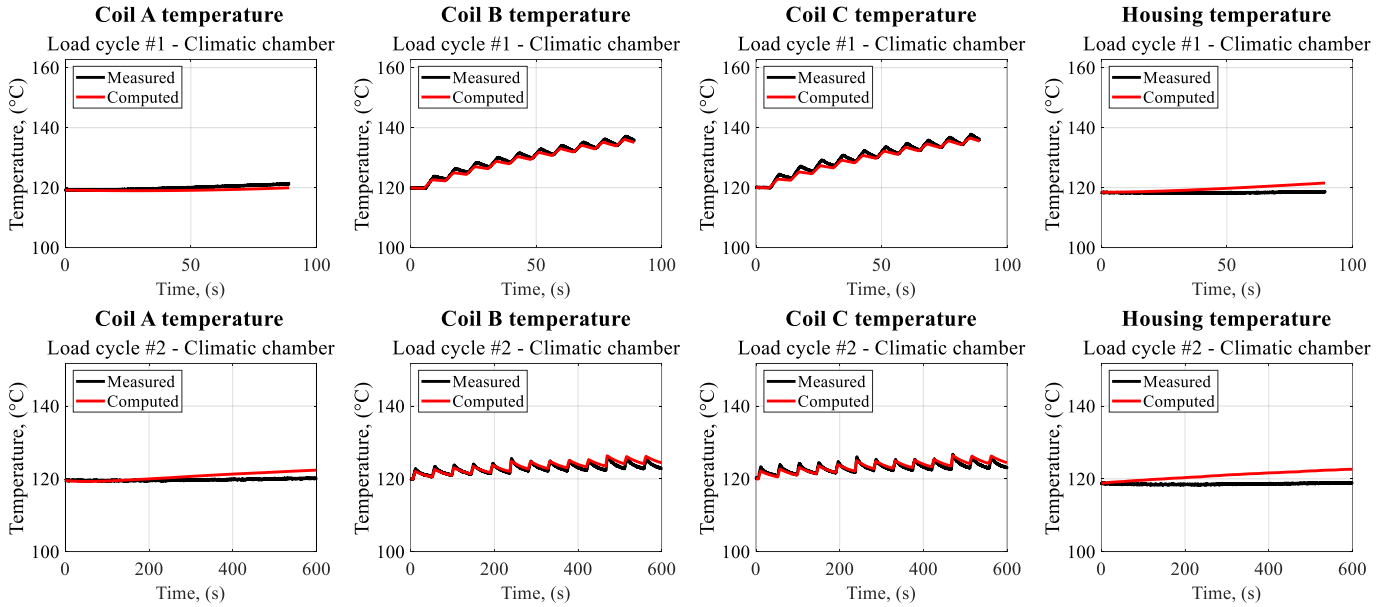 Coil A temperature
Load cycle #1 - Climatic chamber
Temperature, (°C)
160
140
120
100
Measured
Computed
0
50
100
Time, (s)
Coil B temperature
Load cycle #1 - Climatic chamber
Temperature, (°C)
160
140
120
100
Measured
Computed
0
50
100
Time, (s)
Coil C temperature
Load cycle #1 - Climatic chamber
Temperature, (°C)
160
140
120
100
Measured
Computed
0
50
100
Time, (s)
Housing temperature
Load cycle #1 - Climatic chamber
Temperature, (°C)
160
140
120
100
Measured
Computed
0
50
100
Time, (s)
Coil A temperature
Load cycle #2 - Climatic chamber
Temperature, (°C)
140
120
100
Measured
Computed
0
200
400
600
Time, (s)
Coil B temperature
Load cycle #2 - Climatic chamber
Temperature, (°C)
140
120
100
Measured
Computed
0
200
400
600
Time, (s)
Coil C temperature
Load cycle #2 - Climatic chamber
Temperature, (°C)
140
120
100
Measured
Computed
0
200
400
600
Time, (s)
Housing temperature
Load cycle #2 - Climatic chamber
Temperature, (°C)
140
120
100
Measured
Computed
0
200
400
600
Time, (s)